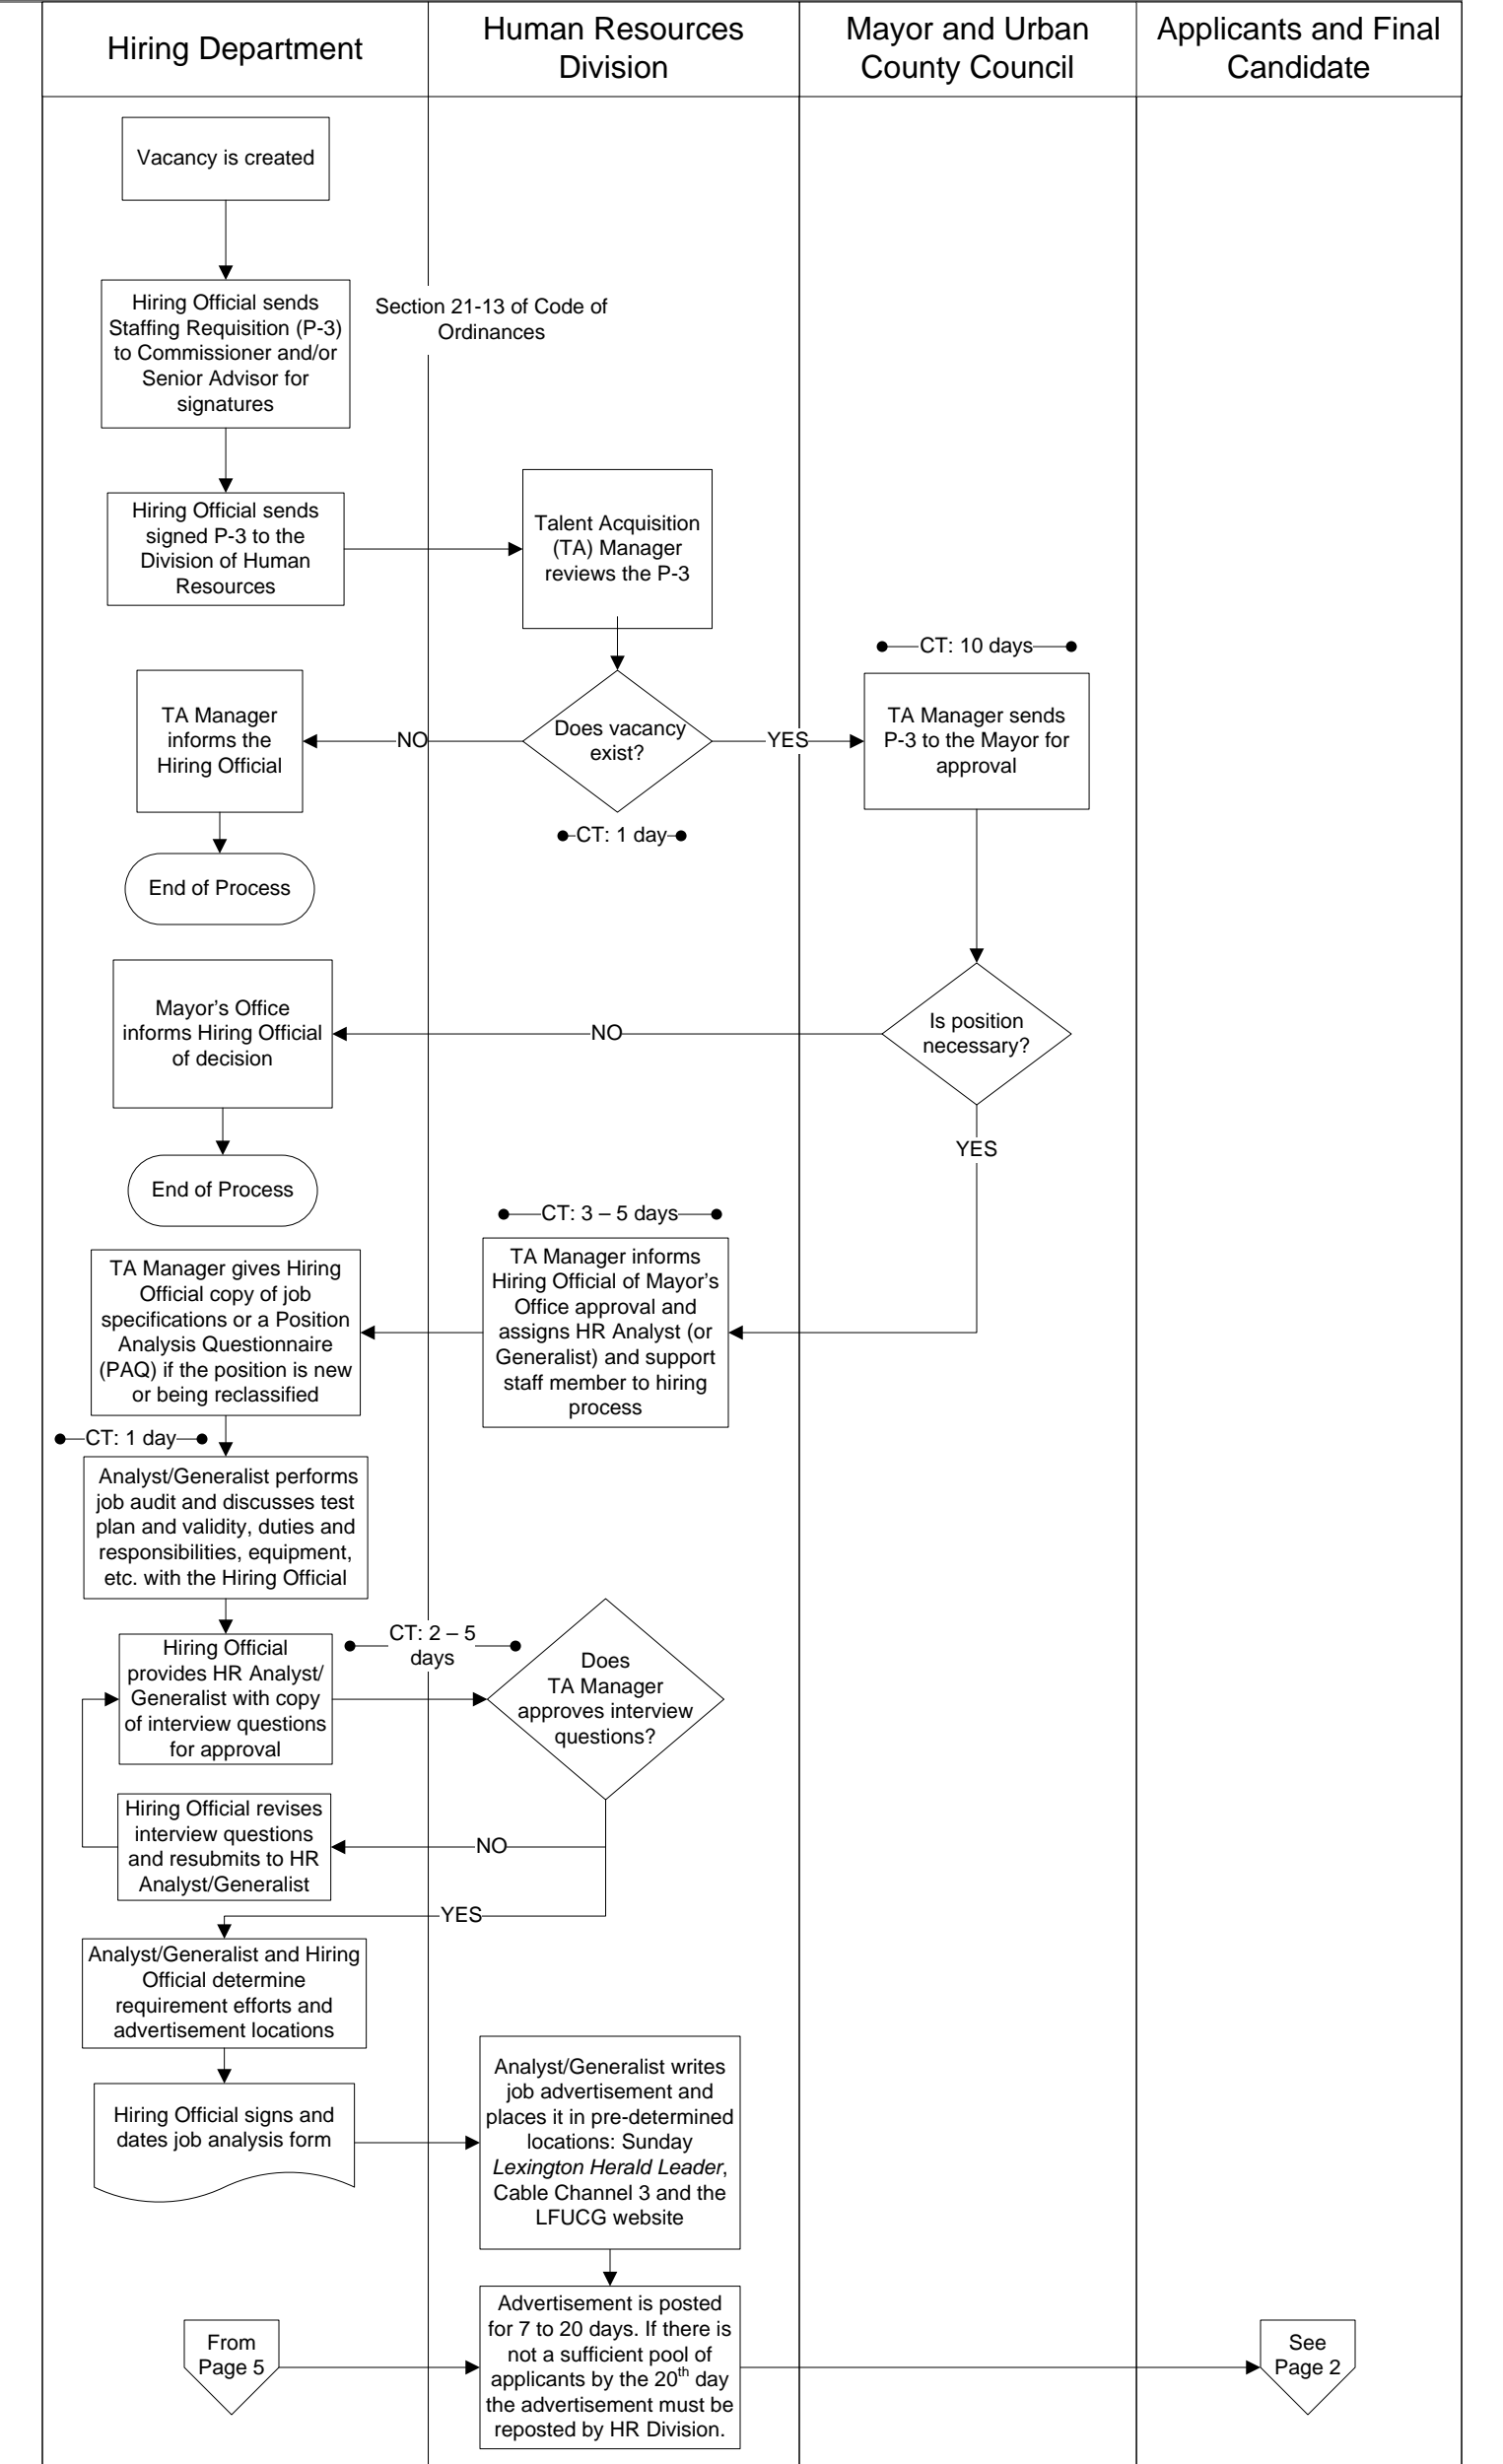 Hiring Department
Human Resources
Division
Mayor and Urban
County Council
Applicants and Final
Candidate
Vacancy is created
Hiring Official sends
Staffing Requisition (P-3)
to Commissioner and/or
Senior Advisor for
signatures
Section 21-13 of Code of
Ordinances
Hiring Official sends
signed P-3 to the
Division of Human
Resources
Talent Acquisition
(TA) Manager
reviews the P-3
CT: 10 days
TA Manager
informs the
Hiring Official
NO
Does vacancy
exist?
YES
TA Manager sends
P-3 to the Mayor for
approval
CT: 1 day
End of Process
Mayor's Office
informs Hiring Official
of decision
NO
Is position
necessary?
YES
End of Process
CT: 3 – 5 days
TA Manager informs
Hiring Official of Mayor's
Office approval and
assigns HR Analyst (or
Generalist) and support
staff member to hiring
process
TA Manager gives Hiring
Official copy of job
specifications or a Position
Analysis Questionnaire
(PAQ) if the position is new
or being reclassified
CT: 1 day
Analyst/Generalist performs
job audit and discusses test
plan and validity, duties and
responsibilities, equipment,
etc. with the Hiring Official
Hiring Official
provides HR Analyst/
Generalist with copy
of interview questions
for approval
CT: 2 – 5
days
Does
TA Manager
approves interview
questions?
Hiring Official revises
interview questions
and resubmits to HR
Analyst/Generalist
NO
YES
Analyst/Generalist and Hiring
Official determine
requirement efforts and
advertisement locations
Hiring Official signs and
dates job analysis form
Analyst/Generalist writes
job advertisement and
places it in pre-determined
locations: Sunday
Lexington Herald Leader,
Cable Channel 3 and the
LFUCG website
From
Page 5
Advertisement is posted
for 7 to 20 days. If there is
not a sufficient pool of
applicants by the 20th day
the advertisement must be
reposted by HR Division.
See
Page 2